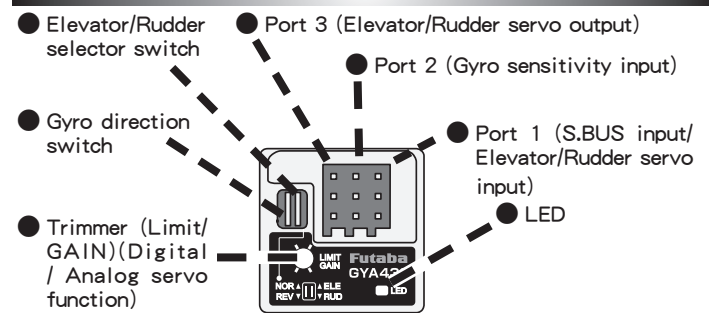 Elevator/Rudder
selector switch
Port 3 (Elevator/Rudder servo output)
Port 2 (Gyro sensitivity input)
Gyro direction
switch
Port 1 (S.BUS input/
Elevator/Rudder servo
input)
LED
Trimmer (Limit/
GAIN)(Digital
/ Analog servo
function)
LIMIT
GAIN
Futaba
GYA43
NOR ▲ ▲ ELE
REV ▼ ▼ RUD
LED